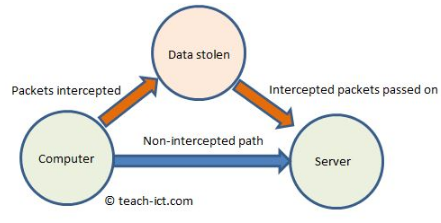 Data stolen
Packets intercepted
Intercepted packets passed on
Non-intercepted path
Computer
Server
© teach-ict.com